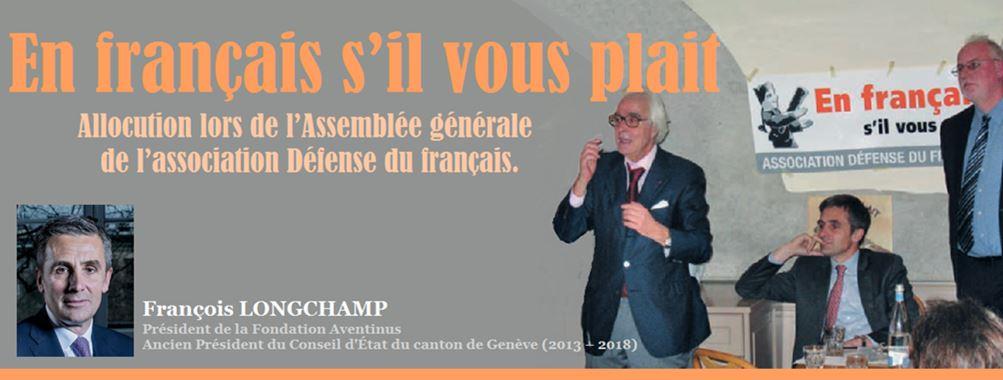 En français s’il vous plait
Allocution lors de l’Assemblée générale
de l’association Défense du français.
En françai
s'il vous
ASSOCIATION DÉFENSE DU F
François LONGCHAMP
Président de la Fondation Aventinus
Ancien Président du Conseil d'État du canton de Genève (2013 – 2018)